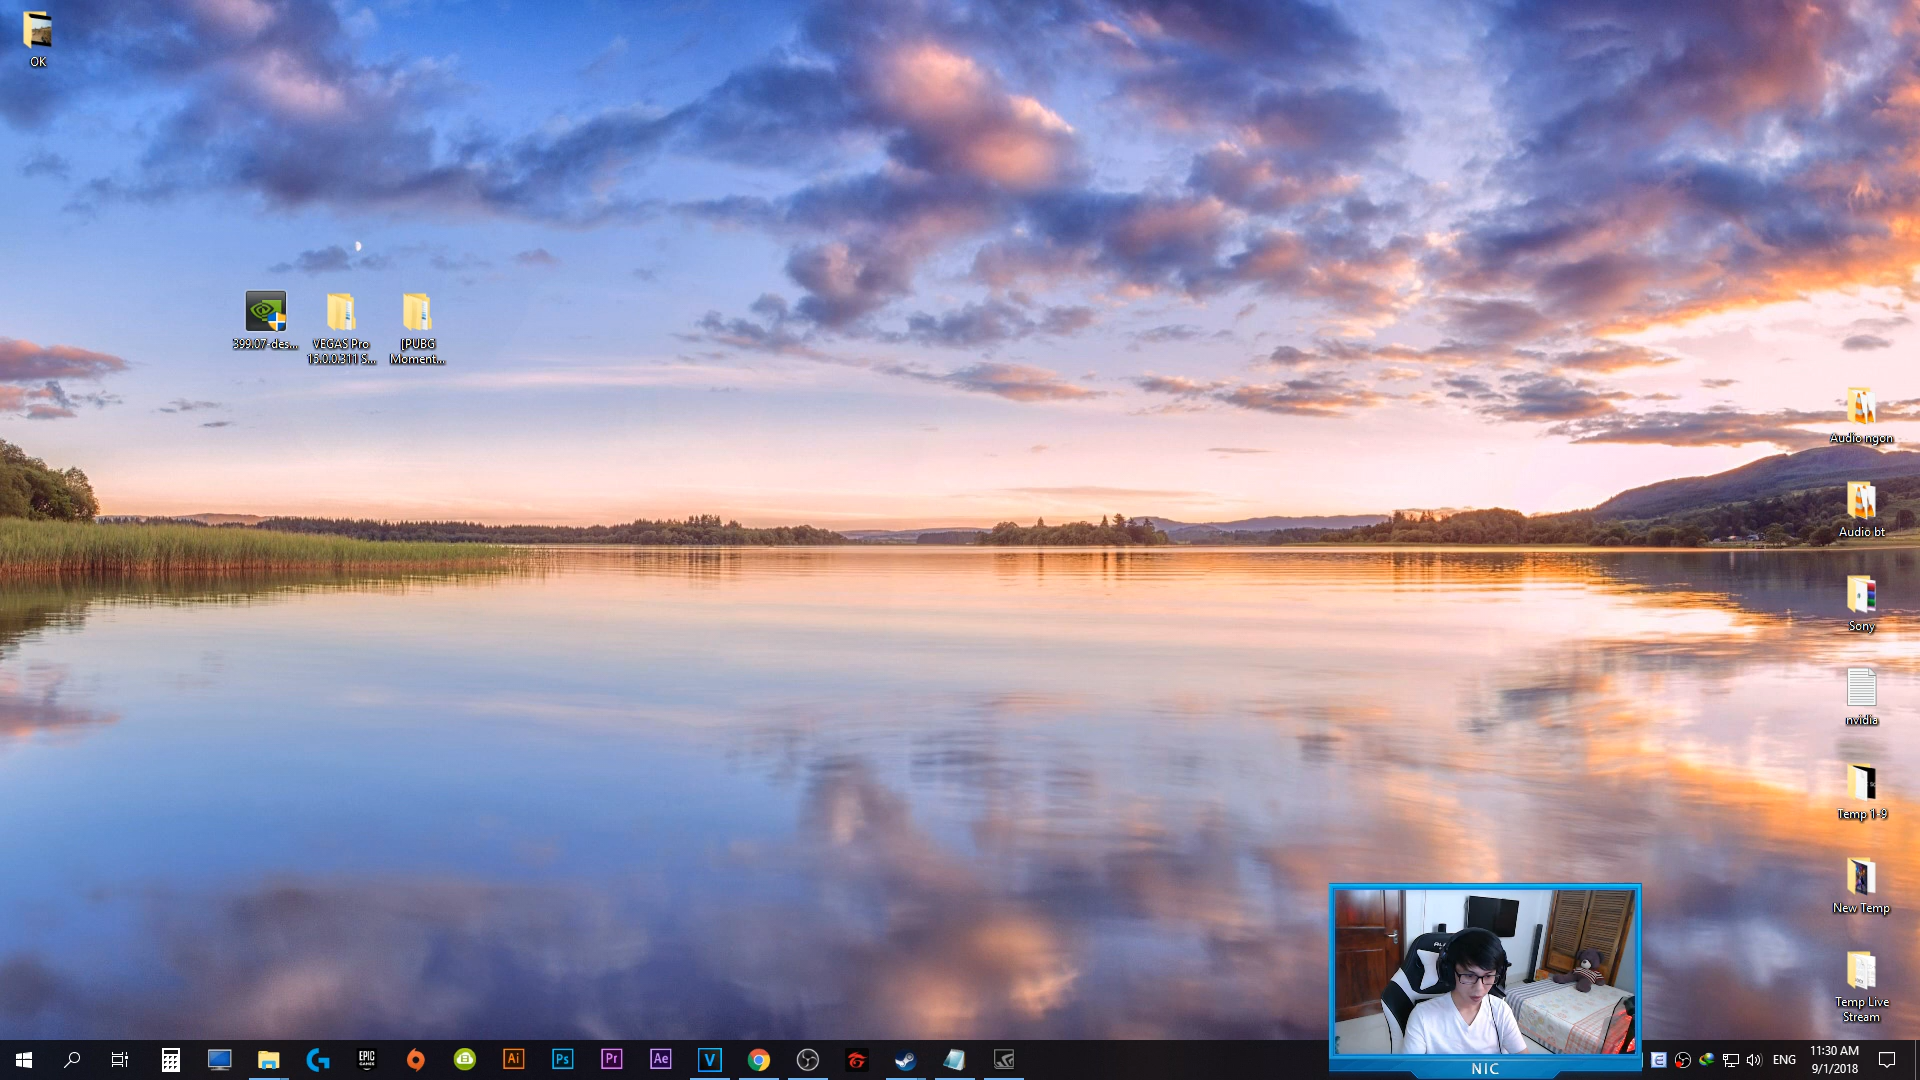 OK
399.07-des...
VEGAS Pro
15.0.0.311 S...
[PUBG
Moment...
Audio ngon
Audio bt
Sony
nvidia
Temp 1-9
New Temp
Temp Live
Stream
EPIC
GAMES
Ai
Ps
Pr
Ae
V
NIC
E
ENG
11:30 AM
9/1/2018